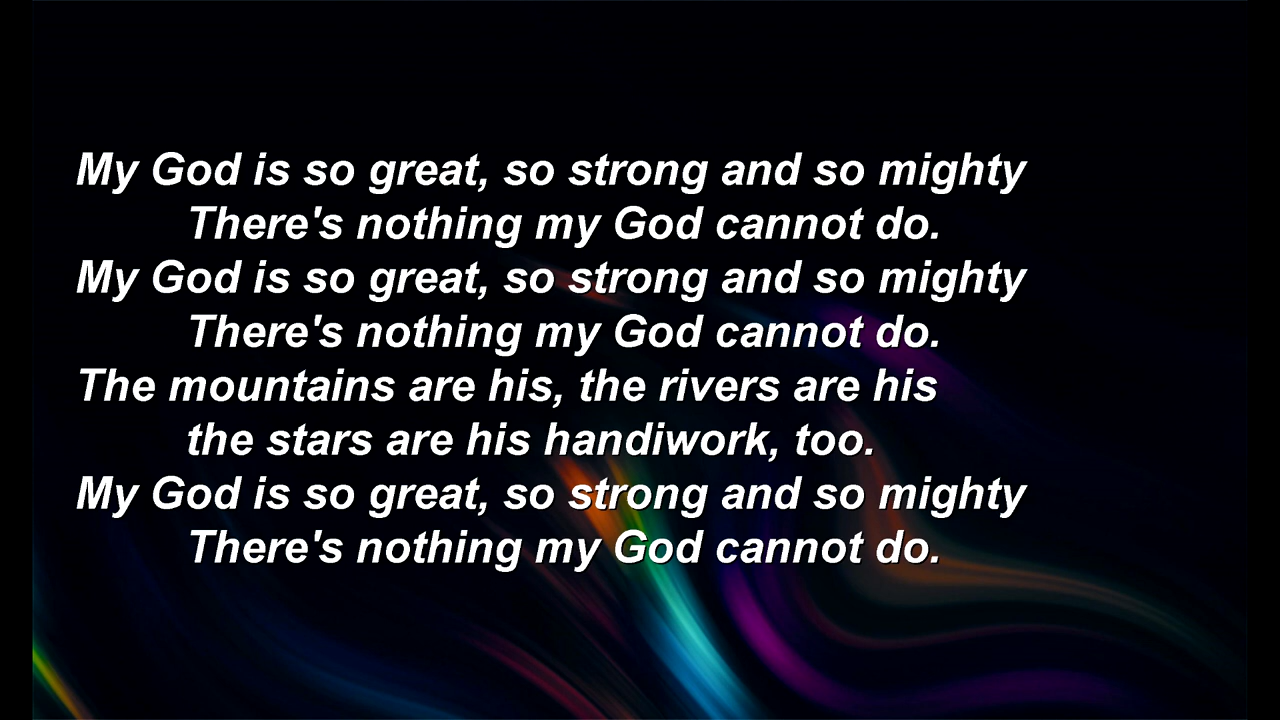 My God is so great, so strong and so mighty
There's nothing my God cannot do.
My God is so great, so strong and so mighty
There's nothing my God cannot do.
The mountains are his, the rivers are his
the stars are his handiwork, too.
My God is so great, so strong and so mighty
There's nothing my God cannot do.